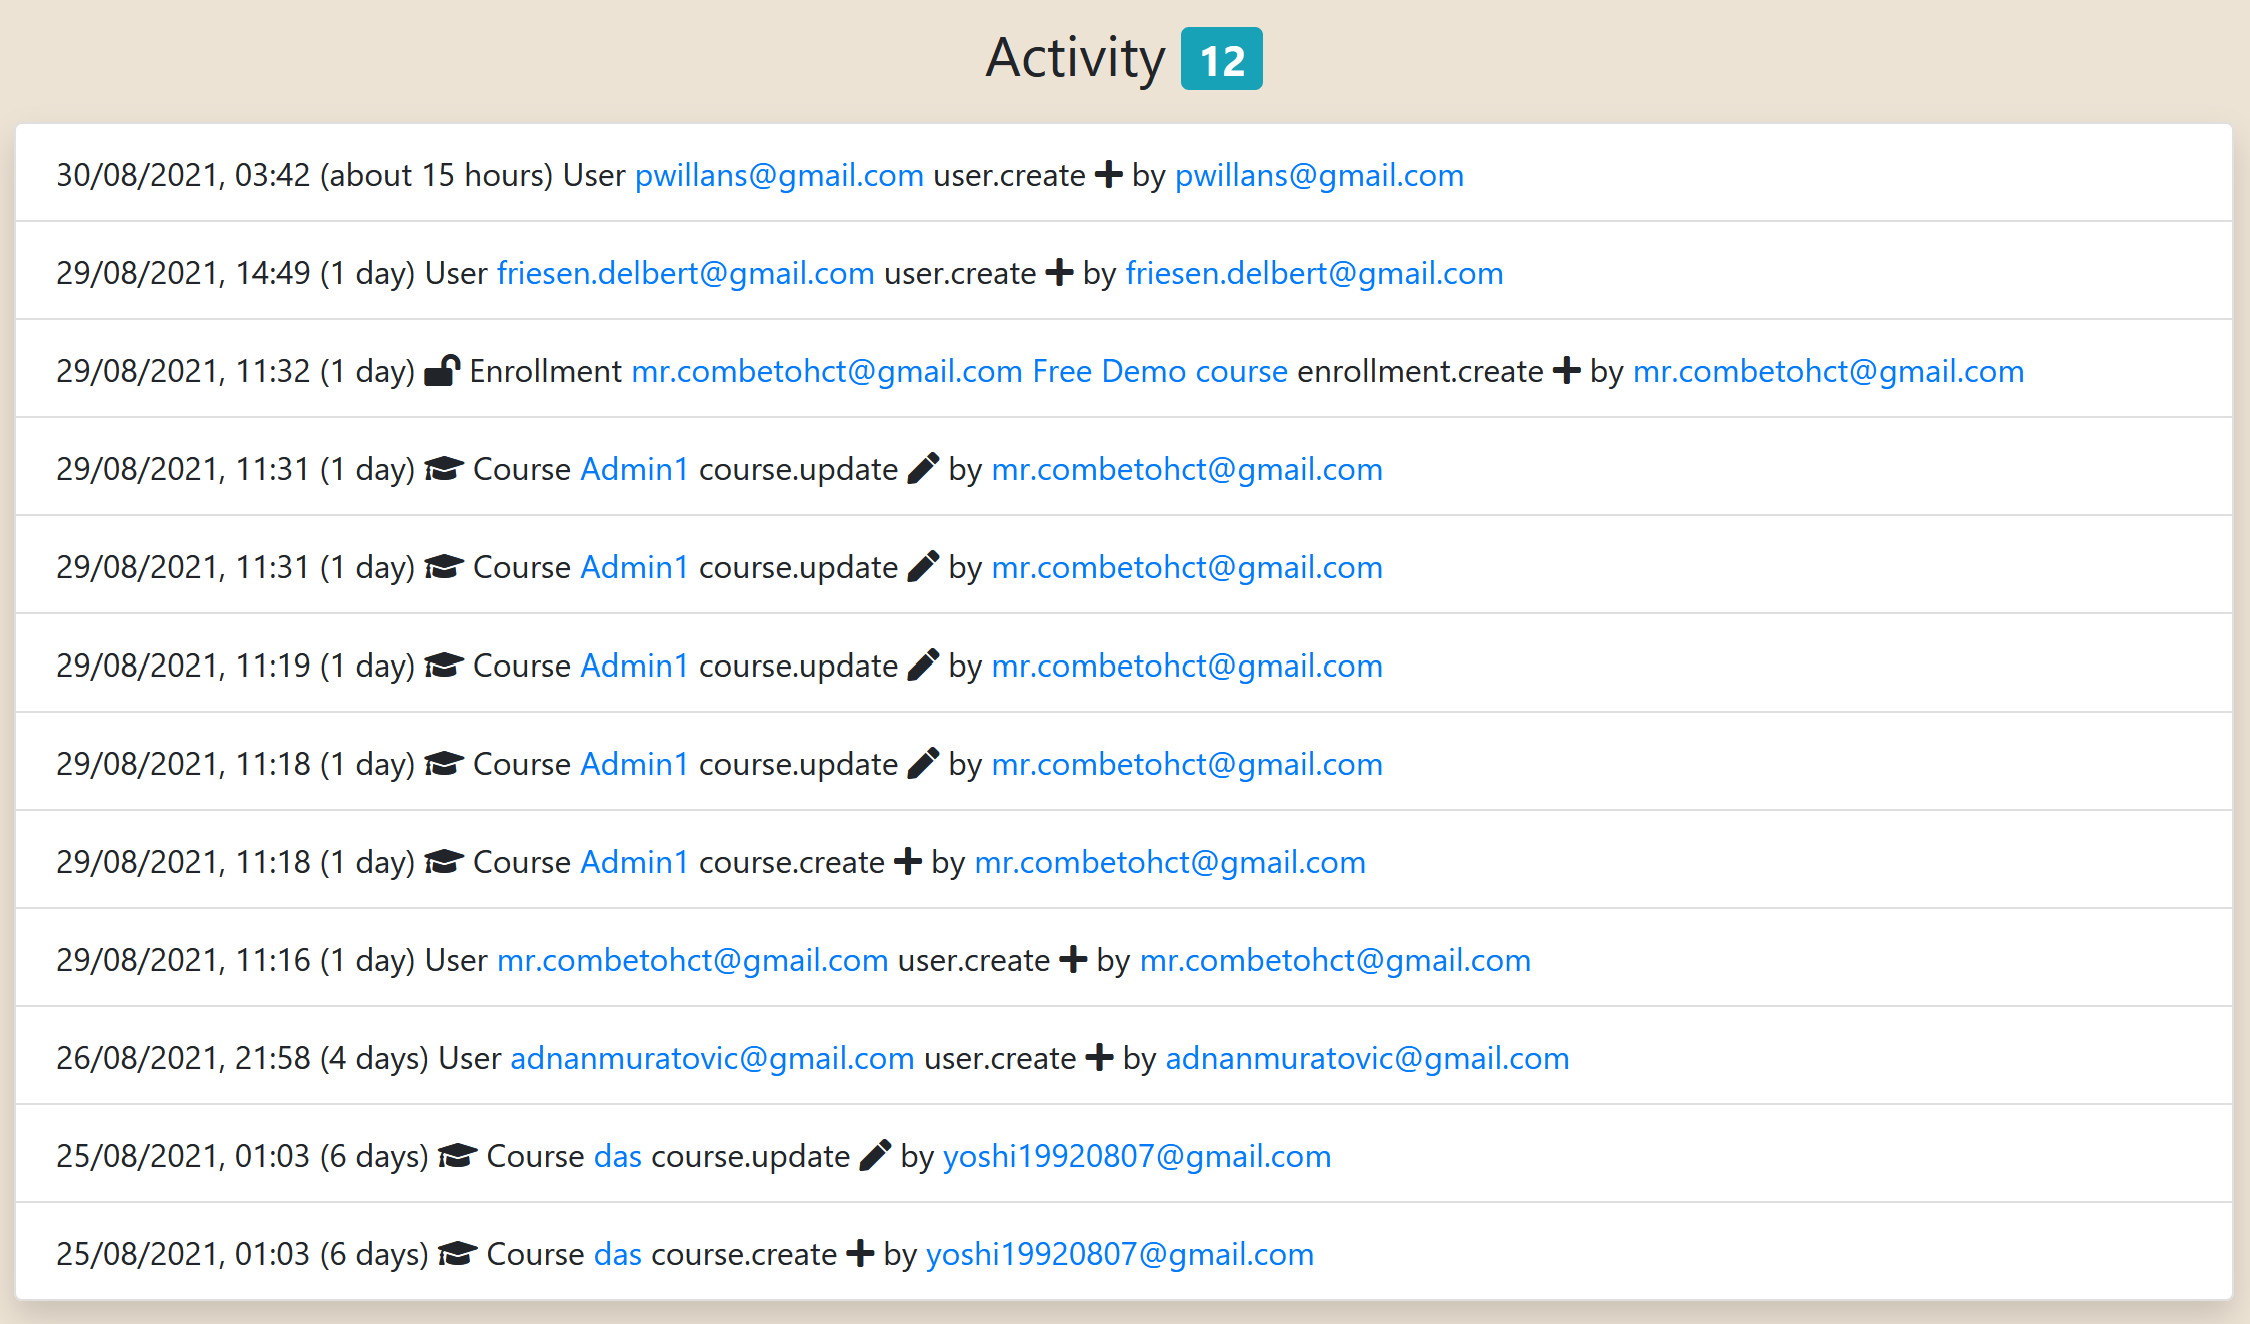 Activity 12
30/08/2021, 03:42 (about 15 hours) User pwillans@gmail.com user.create by pwillans@gmail.com
29/08/2021, 14:49 (1 day) User friesen.delbert@gmail.com user.create by friesen.delbert@gmail.com
29/08/2021, 11:32 (1 day) Enrollment mr.combetohct@gmail.com Free Demo course enrollment.create by mr.combetohct@gmail.com
29/08/2021, 11:31 (1 day) Course Admin1 course.update by mr.combetohct@gmail.com
29/08/2021, 11:31 (1 day) Course Admin1 course.update by mr.combetohct@gmail.com
29/08/2021, 11:19 (1 day) Course Admin1 course.update by mr.combetohct@gmail.com
29/08/2021, 11:18 (1 day) Course Admin1 course.update by mr.combetohct@gmail.com
29/08/2021, 11:18 (1 day) Course Admin1 course.create by mr.combetohct@gmail.com
29/08/2021, 11:16 (1 day) User mr.combetohct@gmail.com user.create by mr.combetohct@gmail.com
26/08/2021, 21:58 (4 days) User adnanmuratovic@gmail.com user.create by adnanmuratovic@gmail.com
25/08/2021, 01:03 (6 days) Course das course.update by yoshi19920807@gmail.com
25/08/2021, 01:03 (6 days) Course das course.create by yoshi19920807@gmail.com